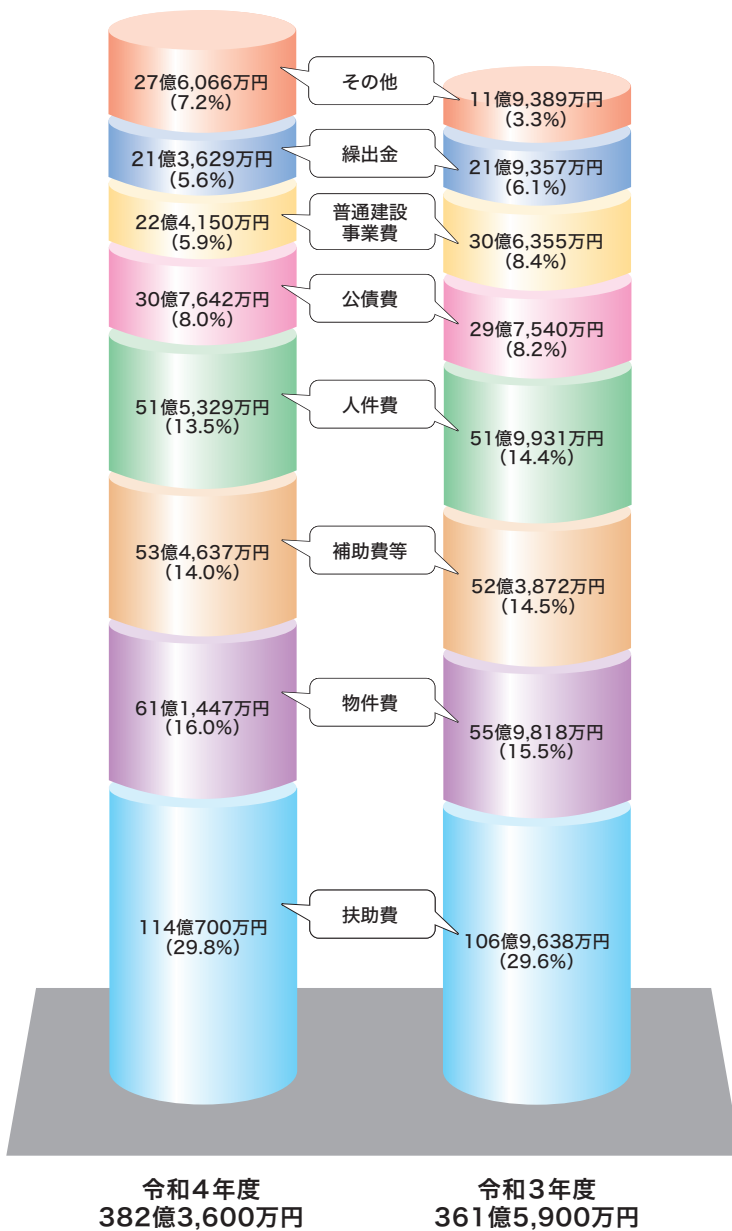 27億6,066万円
(7.2%)
その他
11億9,389万円
(3.3%)
21億3,629万円
(5.6%)
繰出金
21億9,357万円
(6.1%)
22億4,150万円
(5.9%)
普通建設
事業費
30億6,355万円
(8.4%)
30億7,642万円
(8.0%)
公債費
29億7,540万円
(8.2%)
51億5,329万円
(13.5%)
人件費
51億9,931万円
(14.4%)
53億4,637万円
(14.0%)
補助費等
52億3,872万円
(14.5%)
61億1,447万円
(16.0%)
物件費
55億9,818万円
(15.5%)
114億700万円
(29.8%)
扶助費
106億9,638万円
(29.6%)
令和4年度
382億3,600万円
令和3年度
361億5,900万円